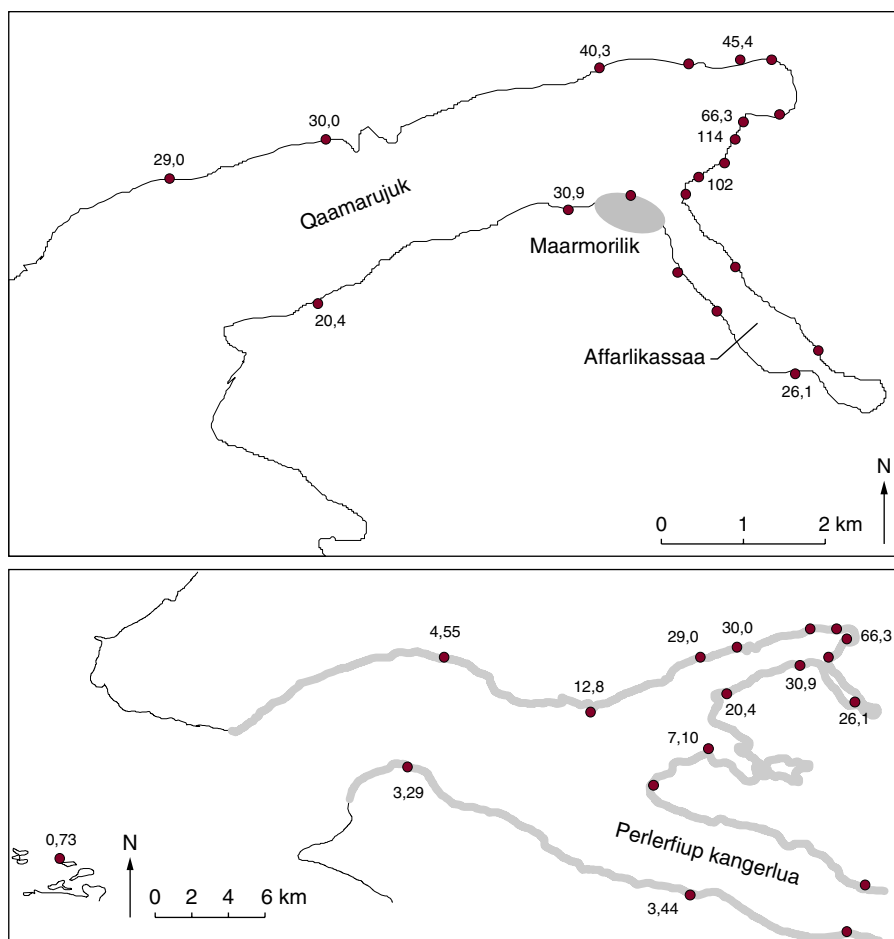 45,4
40,3
66,3
114
30,0
29,0
102
30,9
Qaamarujuk
Maarmorilik
20,4
Affarlikassaa
26,1
N
0 1 2 km
4,55
29,0
30,0
66,3
12,8
30,9
20,4
26,1
7,10
3,29
Perlerfiup kangerlua
0,73
N
0 2 4 6 km
3,44